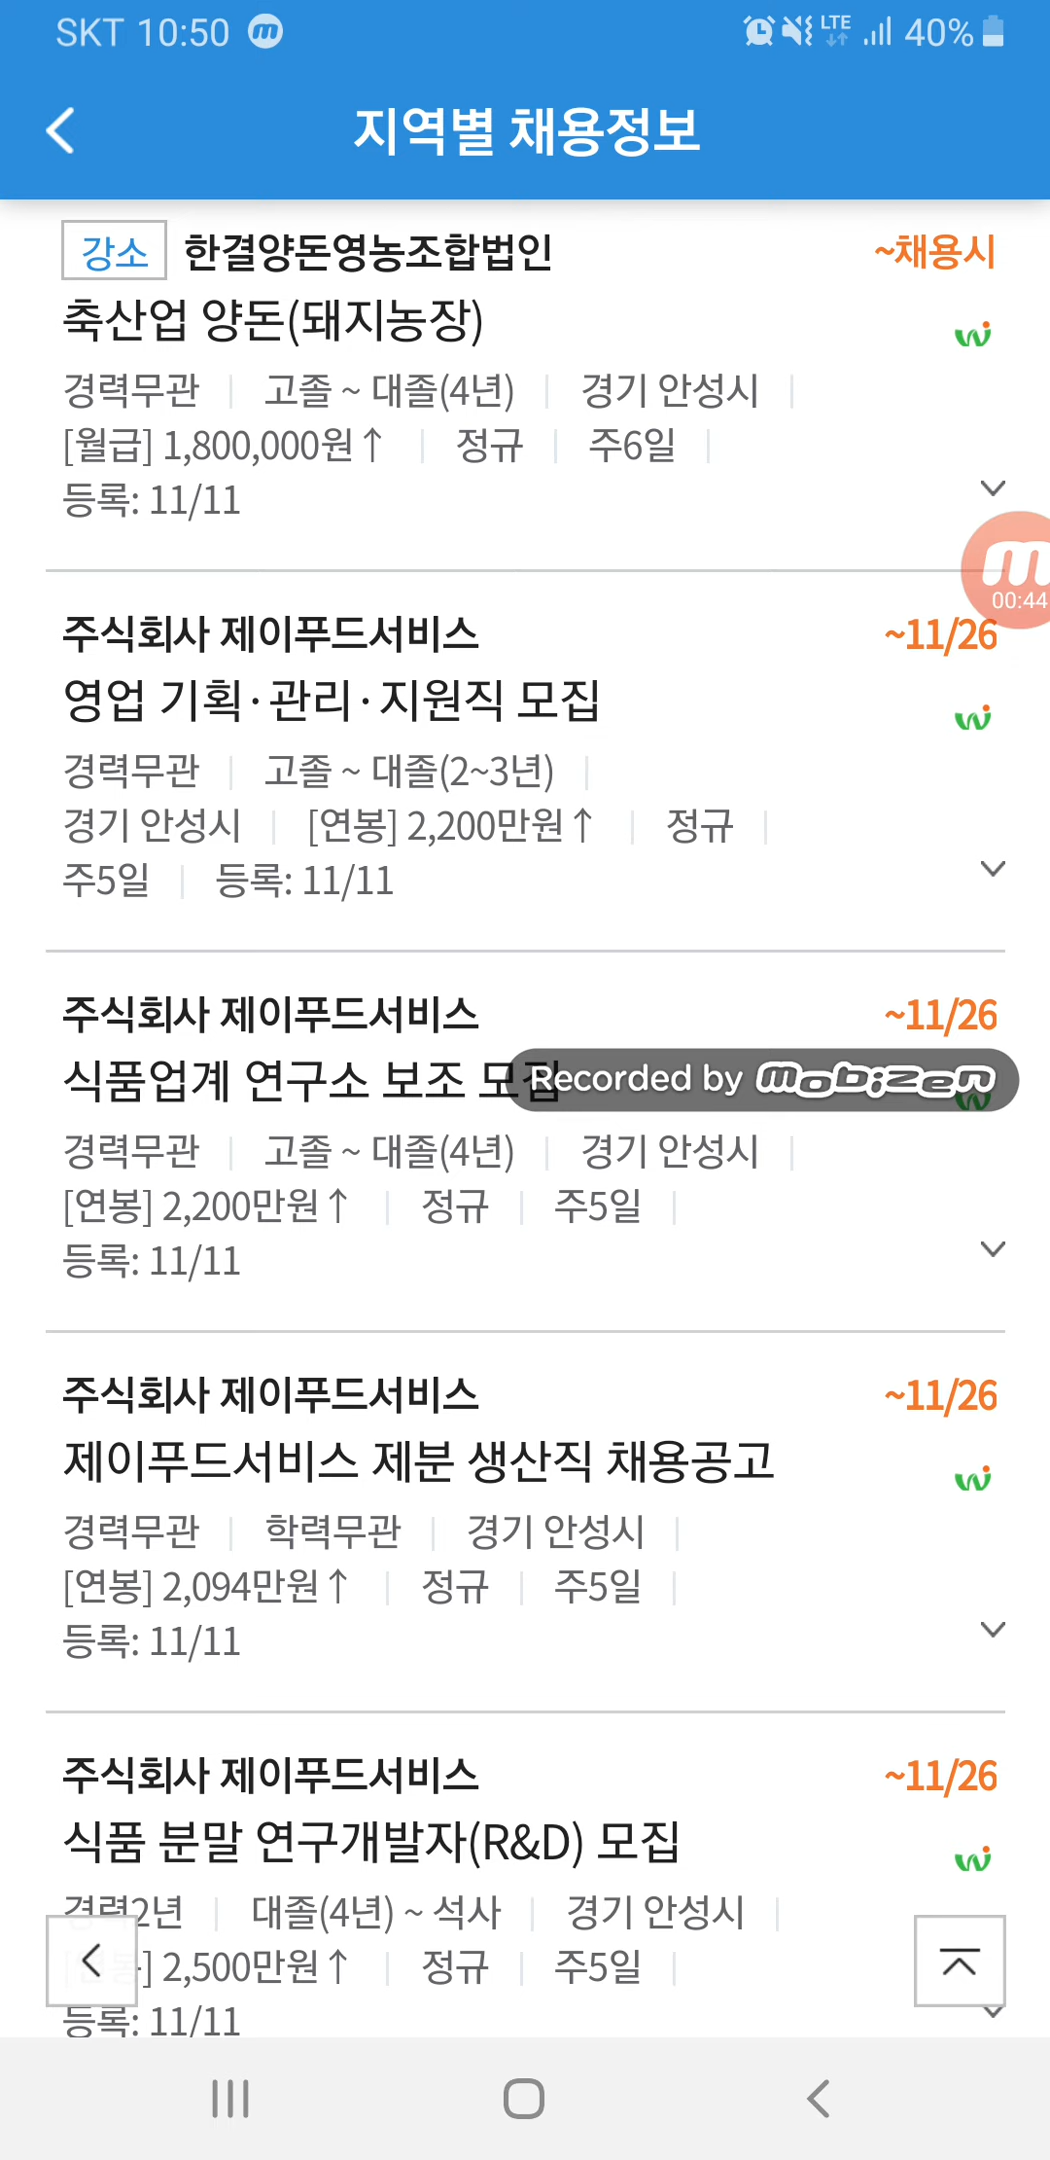 SKT 10:50 m LTE 40%
지역별 채용정보
강소 한결양돈영농조합법인 ~채용시
축산업 양돈(돼지농장)
경력무관 | 고졸 ~ 대졸(4년) | 경기 안성시 |
[월급] 1,800,000원↑ | 정규 | 주6일 |
등록: 11/11
m
00:44
주식회사 제이푸드서비스 ~11/26
영업 기획·관리·지원직 모집
경력무관 | 고졸 ~ 대졸(2~3년) |
경기 안성시 | [연봉] 2,200만원↑ | 정규 |
주5일 | 등록: 11/11
주식회사 제이푸드서비스 ~11/26
식품업계 연구소 보조 모집
Recorded by mobizen
경력무관 | 고졸 ~ 대졸(4년) | 경기 안성시 |
[연봉] 2,200만원↑ | 정규 | 주5일 |
등록: 11/11
주식회사 제이푸드서비스 ~11/26
제이푸드서비스 제분 생산직 채용공고
경력무관 | 학력무관 | 경기 안성시 |
[연봉] 2,094만원↑ | 정규 | 주5일 |
등록: 11/11
주식회사 제이푸드서비스 ~11/26
식품 분말 연구개발자(R&D) 모집
경력2년 | 대졸(4년) ~ 석사 | 경기 안성시 |
[연봉] 2,500만원↑ | 정규 | 주5일 |
등록: 11/11